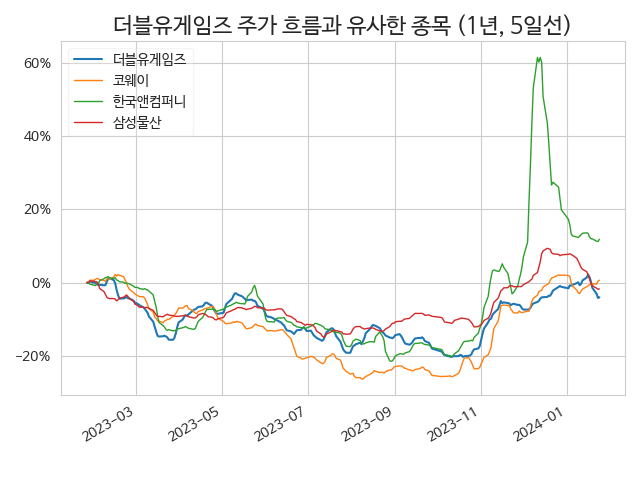 더블유게임즈 주가 흐름과 유사한 종목 (1년, 5일선)
더블유게임즈
코웨이
한국앤컴퍼니
삼성물산
60%
40%
20%
0%
−20%
2023−03
2023−05
2023−07
2023−09
2023−11
2024−01